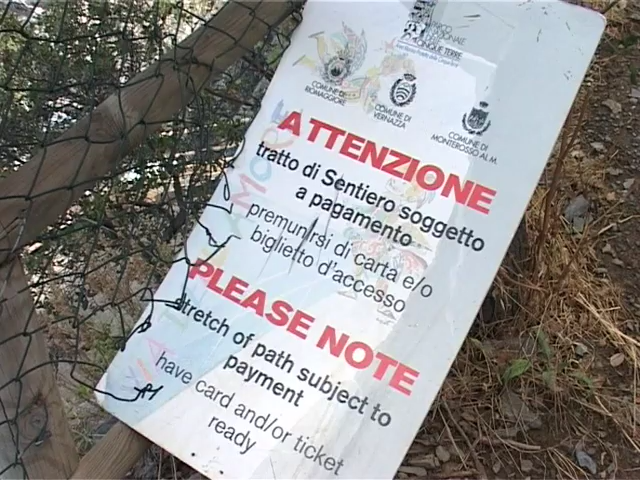 PARCO
NAZIONALE
CINQUE TERRE
COMUNE DI
RIOMAGGIORE
COMUNE DI
VERNAZZA
COMUNE DI
MONTEROSSO AL M.
ATTENZIONE
tratto di Sentiero soggetto
a pagamento
premunirsi di carta e/o
biglietto d'accesso
PLEASE NOTE
stretch of path subject to
payment
have card and/or ticket
ready